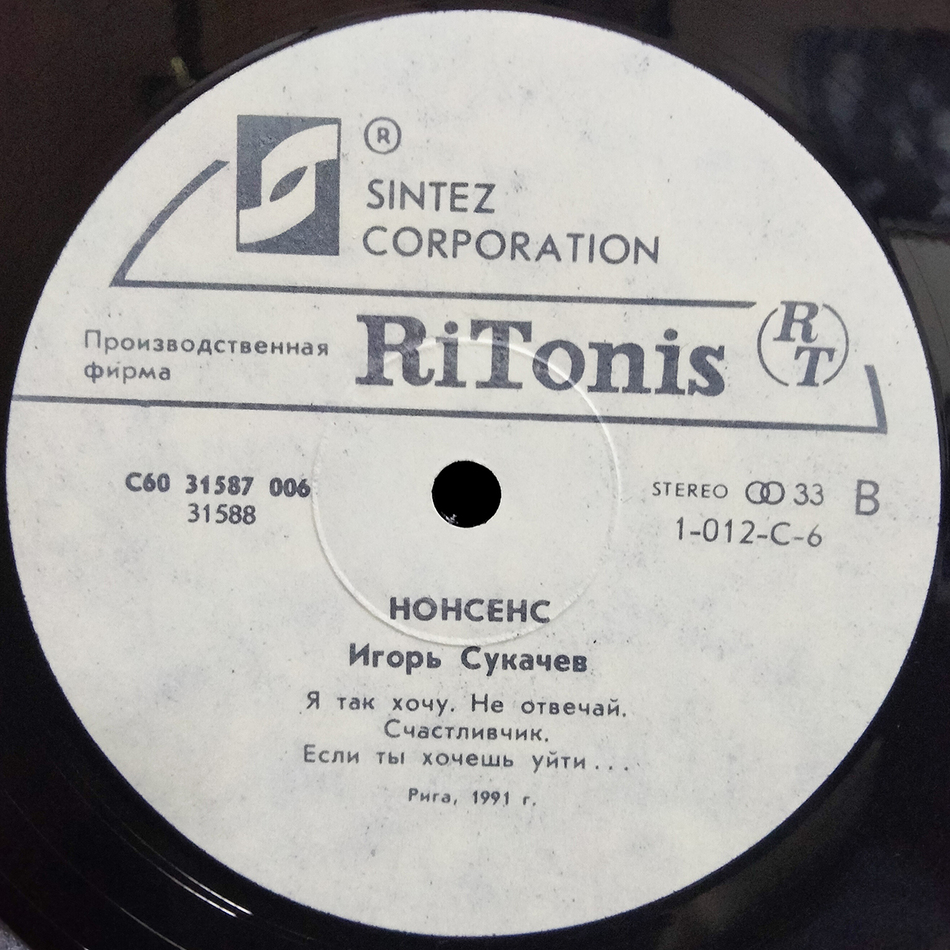 ®
SINTEZ
CORPORATION
Производственная
фирма
RiTonis
RT
С60 31587 006
31588
STEREO 33 B
1-012-C-6
НОНСЕНС
Игорь Сукачев
Я так хочу. Не отвечай.
Счастливчик.
Если ты хочешь уйти...
Рига, 1991 г.